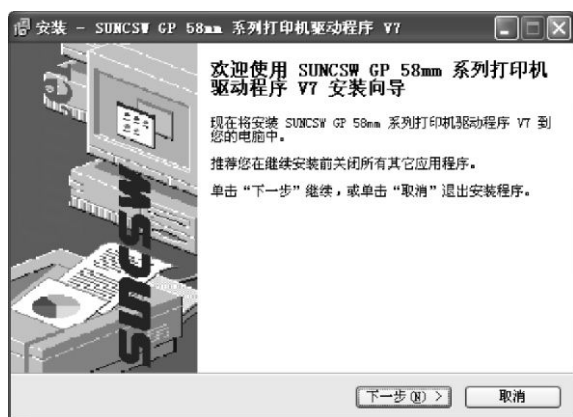 安装 - SUNCSW GP 58mm 系列打印机驱动程序 V7
欢迎使用 SUNCSW GP 58mm 系列打印机
驱动程序 V7 安装向导
现在将安装 SUNCSW GP 58mm 系列打印机驱动程序 V7 到
您的电脑中。
推荐您在继续安装前关闭所有其它应用程序。
单击“下一步”继续，或单击“取消”退出安装程序。
SUNCSW
下一步(N) >
取消